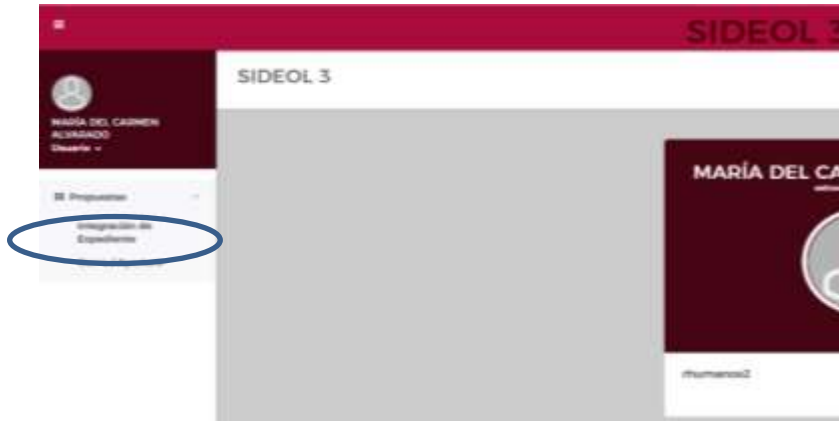 SIDEOL 3
SIDEOL 3
MARÍA DEL CARMEN
ALVARADO
Usuario
MARÍA DEL CA
Propuestas
Integración de
Expediente
rhumanos2